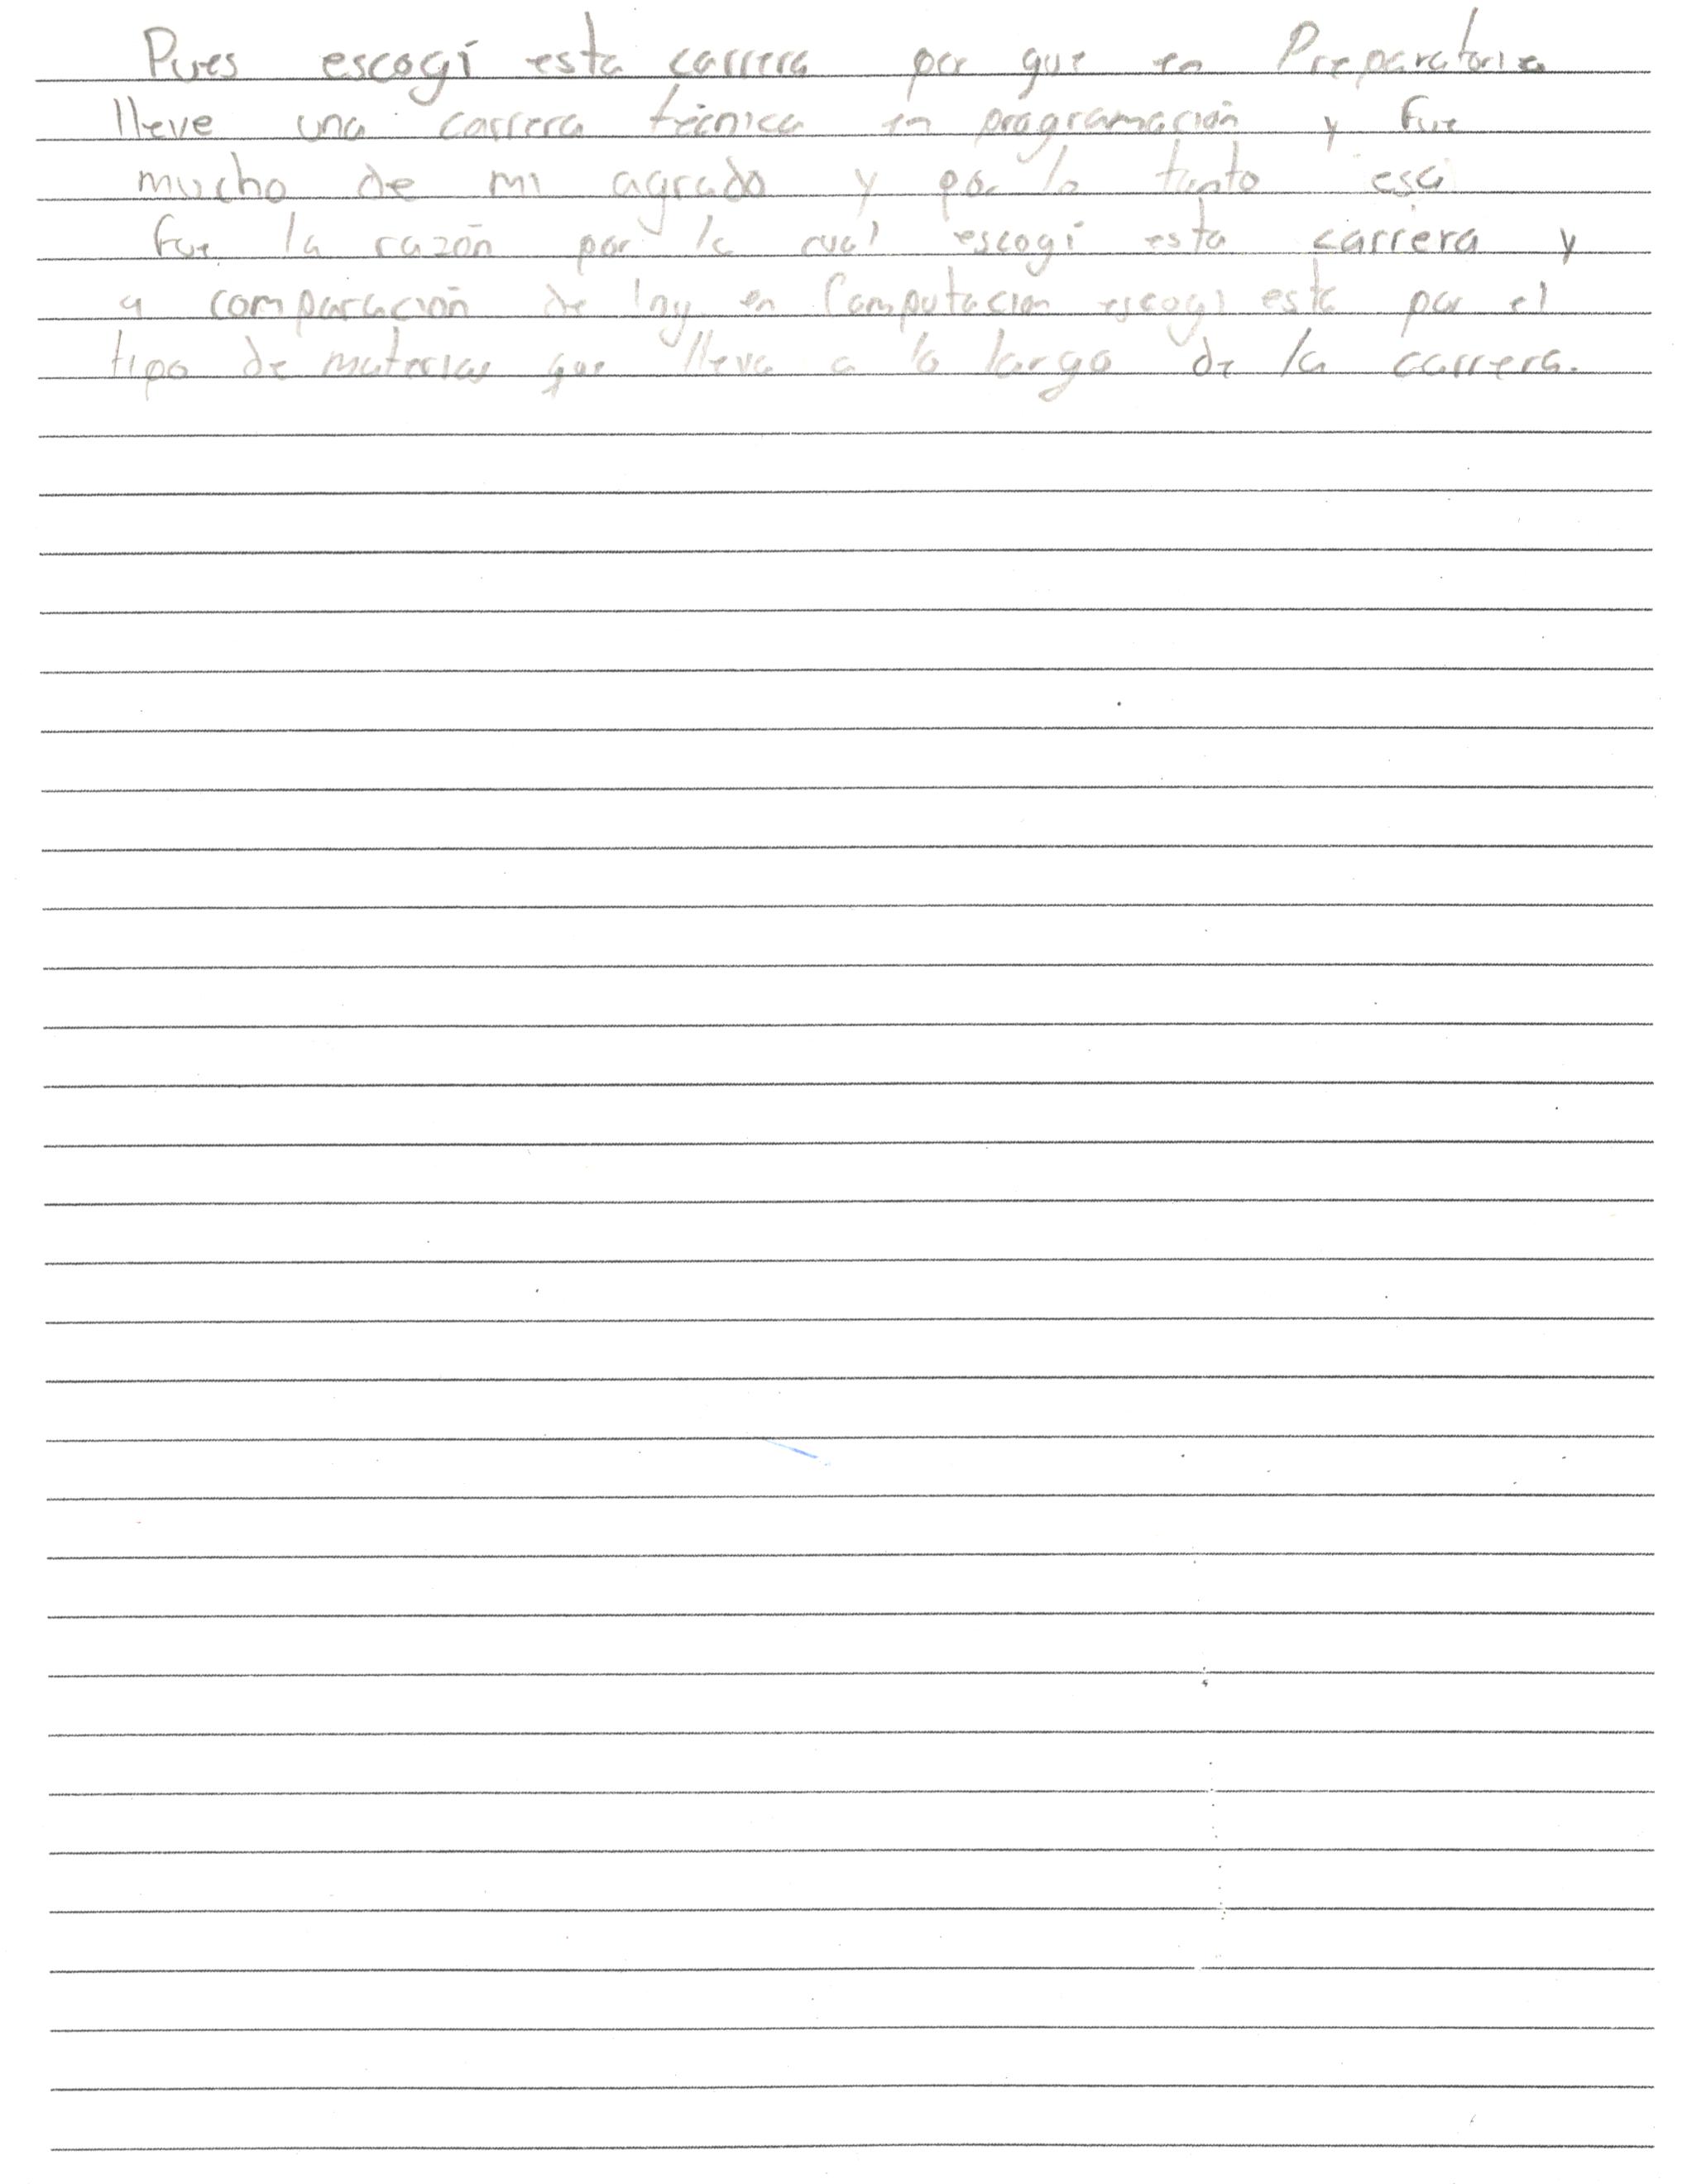 Pues escogí esta carrera por que en Preparatoria
lleve una carrera técnica en programación y fue
mucho de mi agrado y por lo tanto esa
fue la razón por la cual escogí esta carrera y
a comparación de Ing. en Computación escogí esta por el
tipo de materias que lleva a lo largo de la carrera.